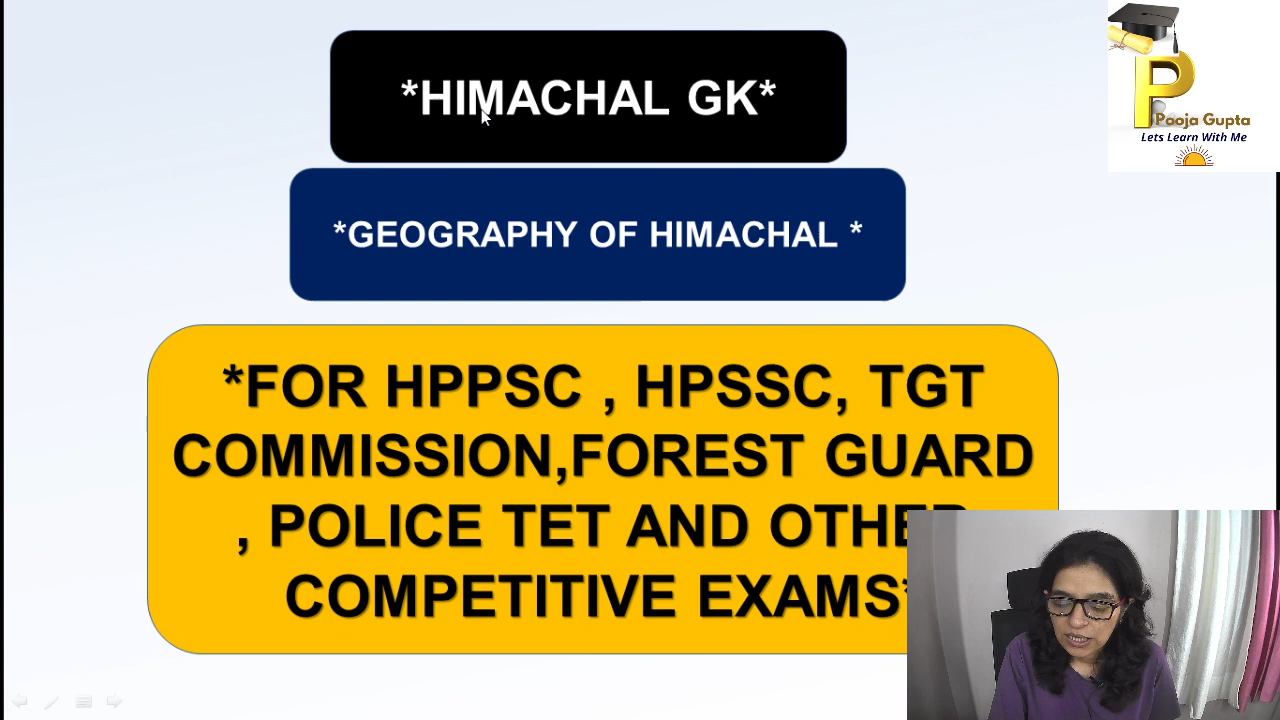 *HIMACHAL GK*
Pooja Gupta
Lets Learn With Me
*GEOGRAPHY OF HIMACHAL *
*FOR HPPSC , HPSSC, TGT
COMMISSION,FOREST GUARD
, POLICE TET AND OTHER
COMPETITIVE EXAMS*